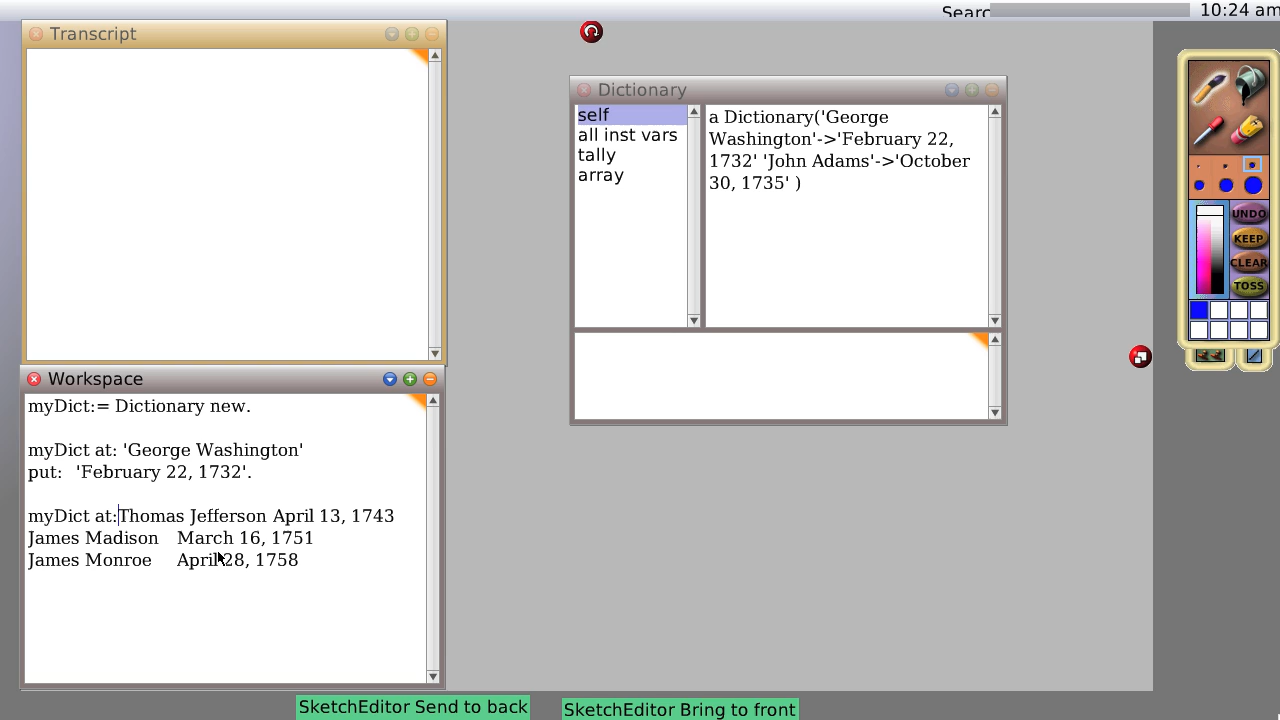 Searc
10:24 am
Transcript
Dictionary
self
all inst vars
tally
array
a Dictionary('George
Washington'->'February 22,
1732' 'John Adams'->'October
30, 1735' )
UNDO
KEEP
CLEAR
TOSS
Workspace
myDict:= Dictionary new.
myDict at: 'George Washington'
put: 'February 22, 1732'.
myDict at:Thomas Jefferson April 13, 1743
James Madison March 16, 1751
James Monroe April 28, 1758
SketchEditor Send to back
SketchEditor Bring to front